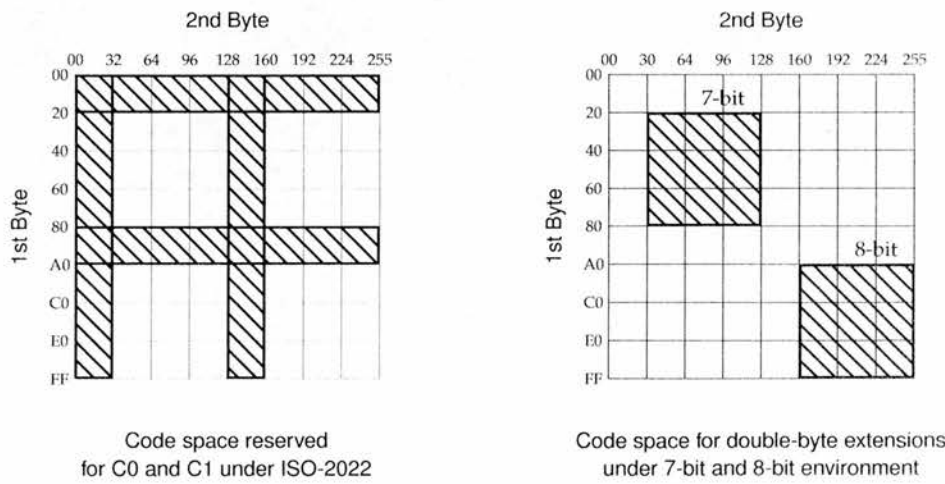 2nd Byte
00 32 64 96 128 160 192 224 255
00
20
40
60
80
A0
C0
E0
FF
1st Byte
Code space reserved
for C0 and C1 under ISO-2022
2nd Byte
00 30 64 96 128 160 192 224 255
00
20
40
60
80
A0
C0
E0
FF
1st Byte
7-bit
8-bit
Code space for double-byte extensions
under 7-bit and 8-bit environment